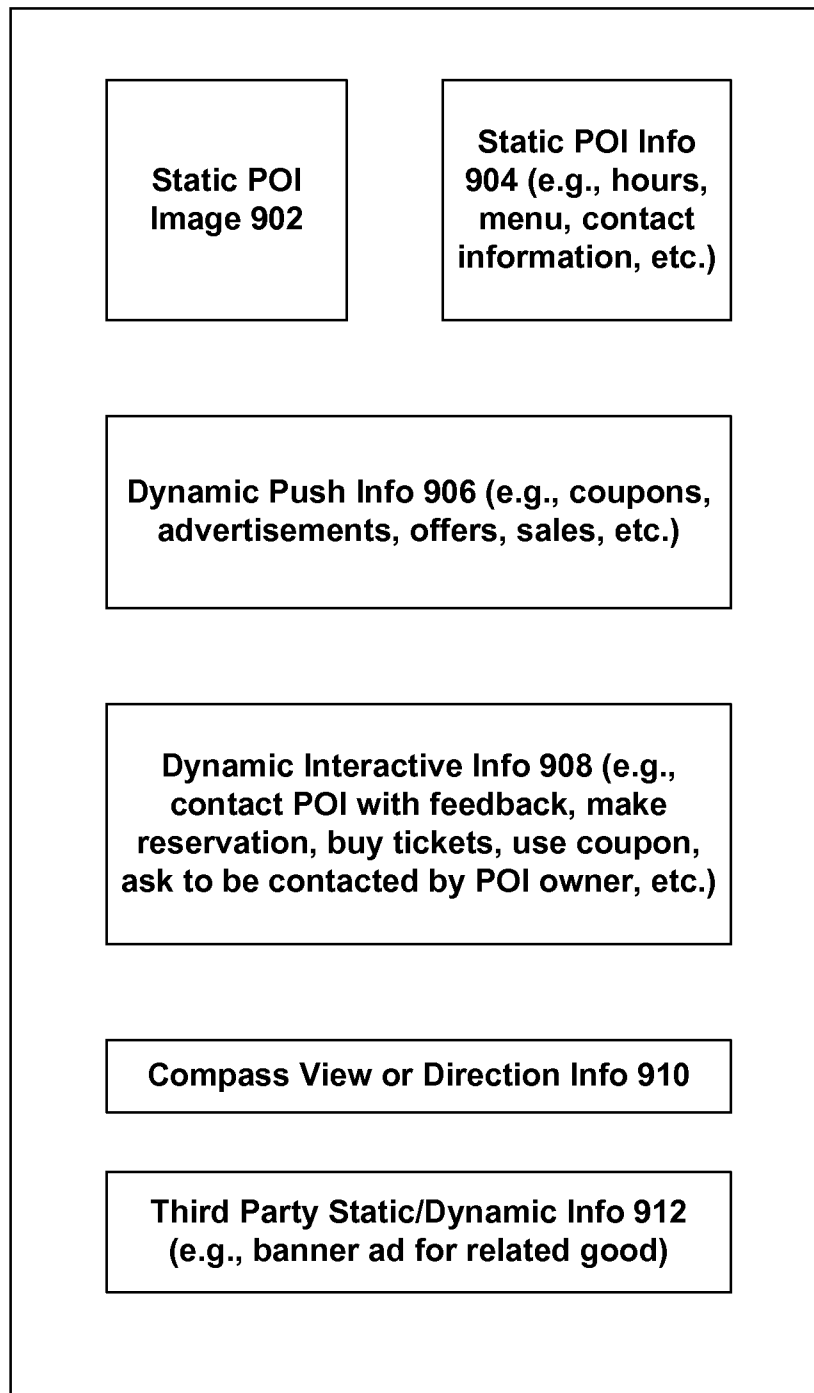 Static POI
Image 902
Static POI Info
904 (e.g., hours,
menu, contact
information, etc.)
Dynamic Push Info 906 (e.g., coupons,
advertisements, offers, sales, etc.)
Dynamic Interactive Info 908 (e.g.,
contact POI with feedback, make
reservation, buy tickets, use coupon,
ask to be contacted by POI owner, etc.)
Compass View or Direction Info 910
Third Party Static/Dynamic Info 912
(e.g., banner ad for related good)